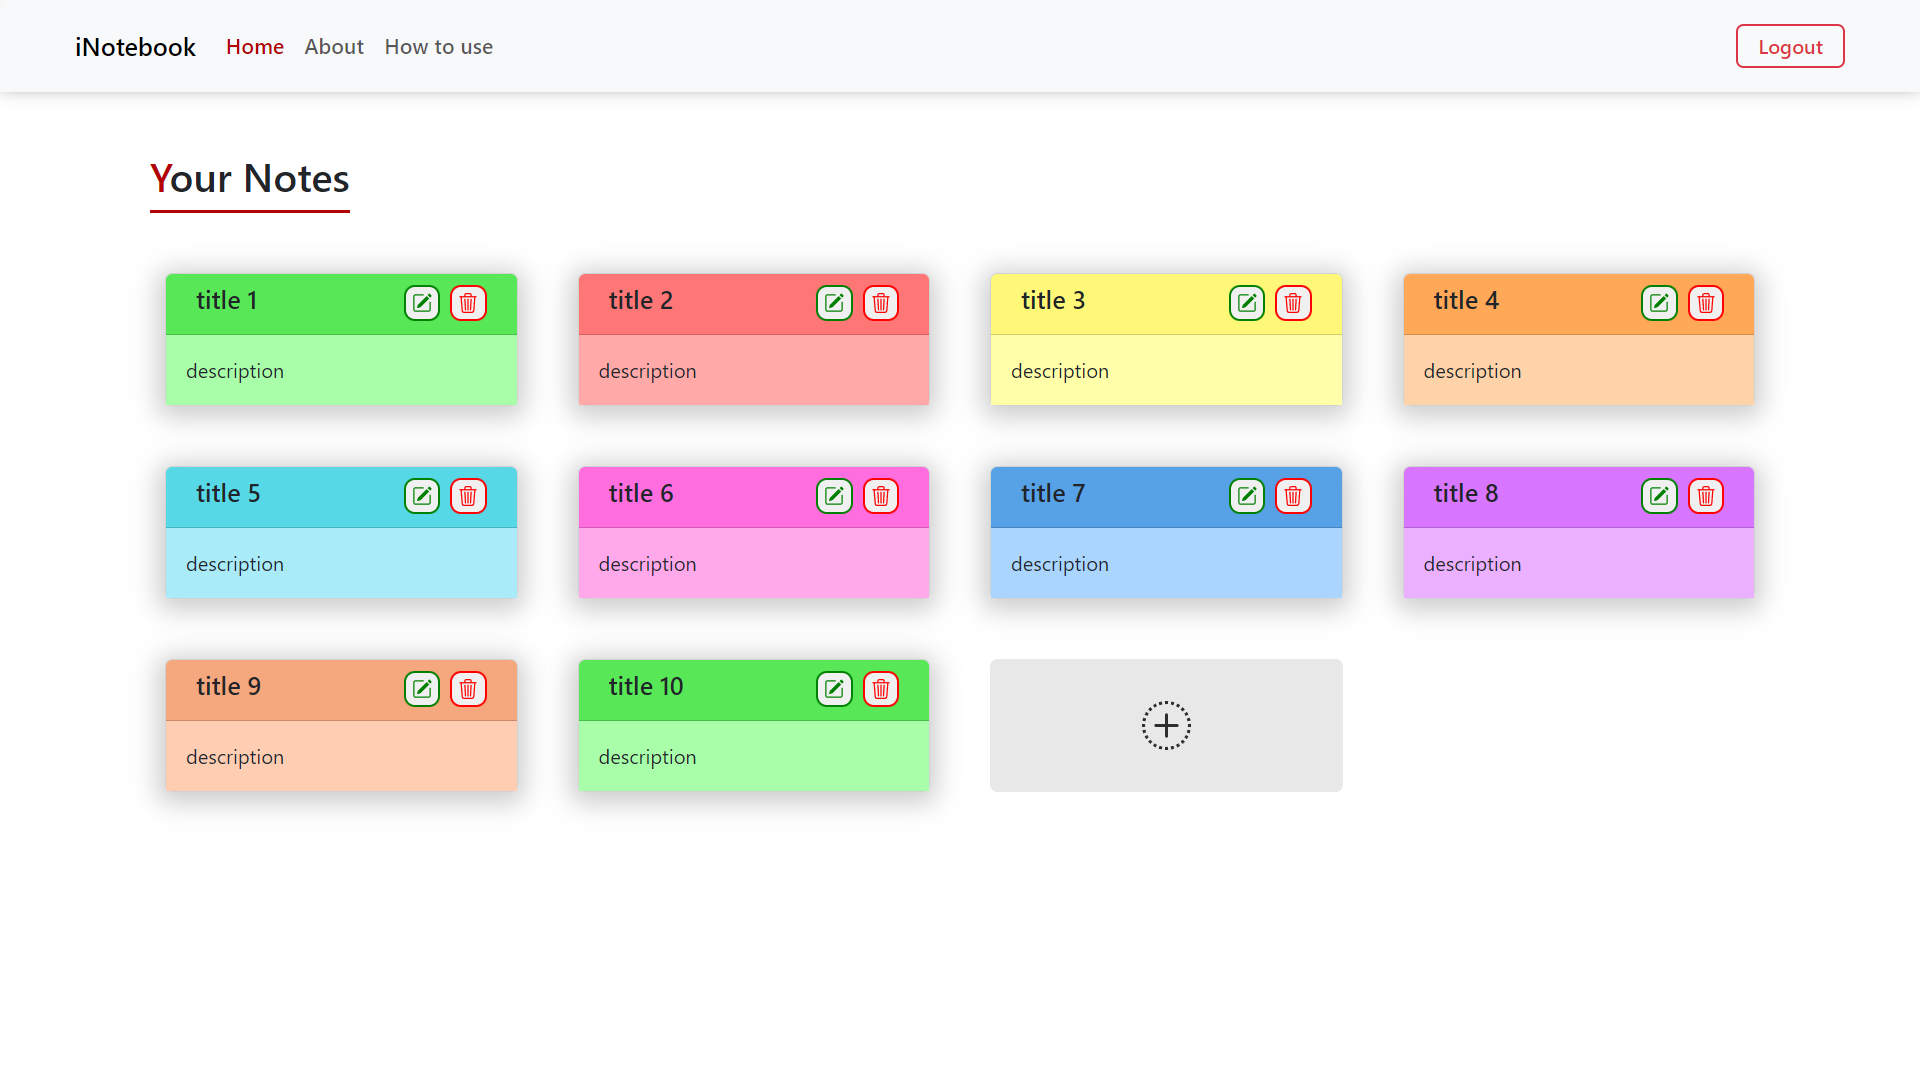 iNotebook Home About How to use Logout
Your Notes
title 1
description
title 2
description
title 3
description
title 4
description
title 5
description
title 6
description
title 7
description
title 8
description
title 9
description
title 10
description